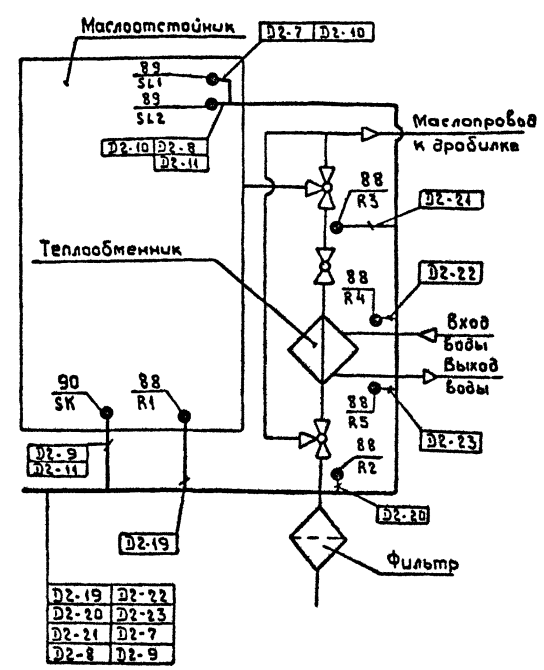 Маслоотстойник
D2-7 D2-10
89
SL1
89
SL2
D2-10 D2-8
D2-11
Маслопровод
к дробилке
88
R3
D2-21
Теплообменник
88
R4
D2-22
Вход
воды
Выход
воды
90
SK
88
R1
88
R5
D2-23
D2-9
D2-11
88
R2
D2-19
D2-20
Фильтр
D2-19 D2-22
D2-20 D2-23
D2-21 D2-7
D2-8 D2-9